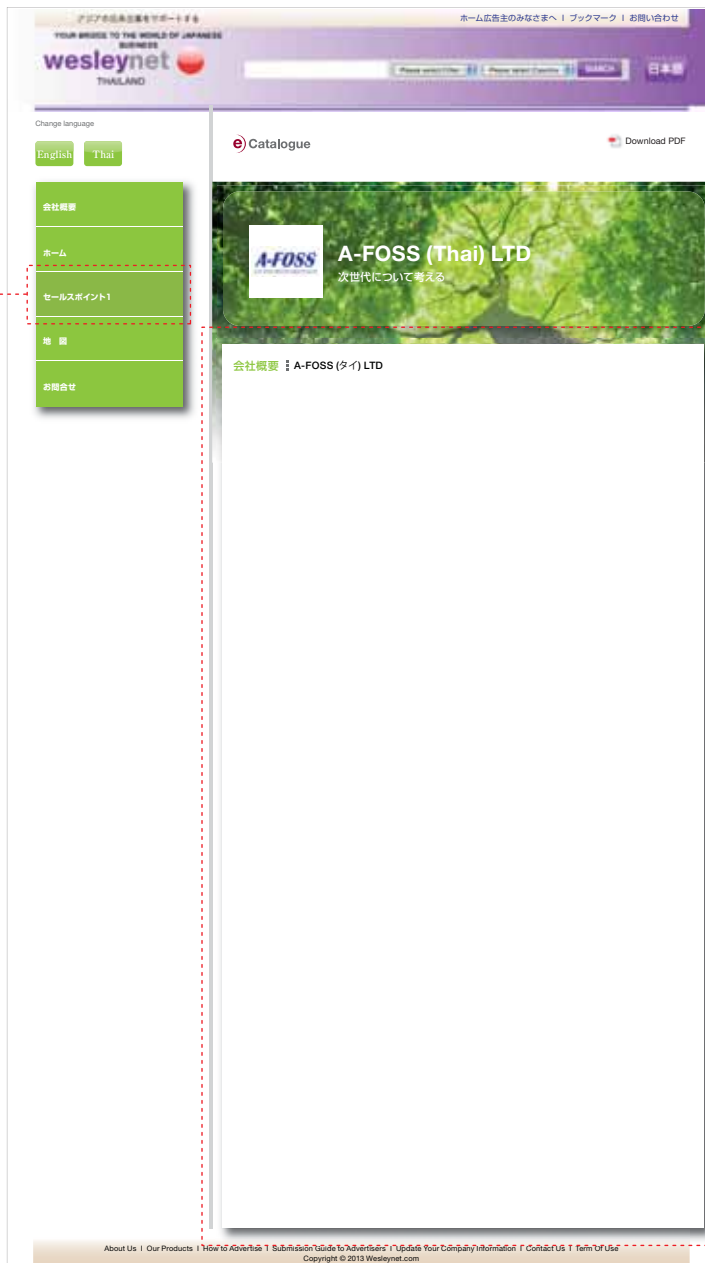 アジアの日系企業をサポートする
ホーム広告主のみなさまへ | ブックマーク | お問い合わせ
YOUR BRIDGE TO THE WORLD OF JAPANESE
BUSINESS
wesleynet
THAILAND
SEARCH
日本語
Change language
English
Thai
e Catalogue
Download PDF
会社概要
ホーム
セールスポイント1
地 図
お問合せ
A-FOSS
A-FOSS (Thai) LTD
次世代について考える
会社概要 A-FOSS (タイ) LTD
About Us | Our Products | How to Advertise | Submission Guide to Advertisers | Update Your Company Information | Contact Us | Term Of Use
Copyright © 2013 Wesleynet.com